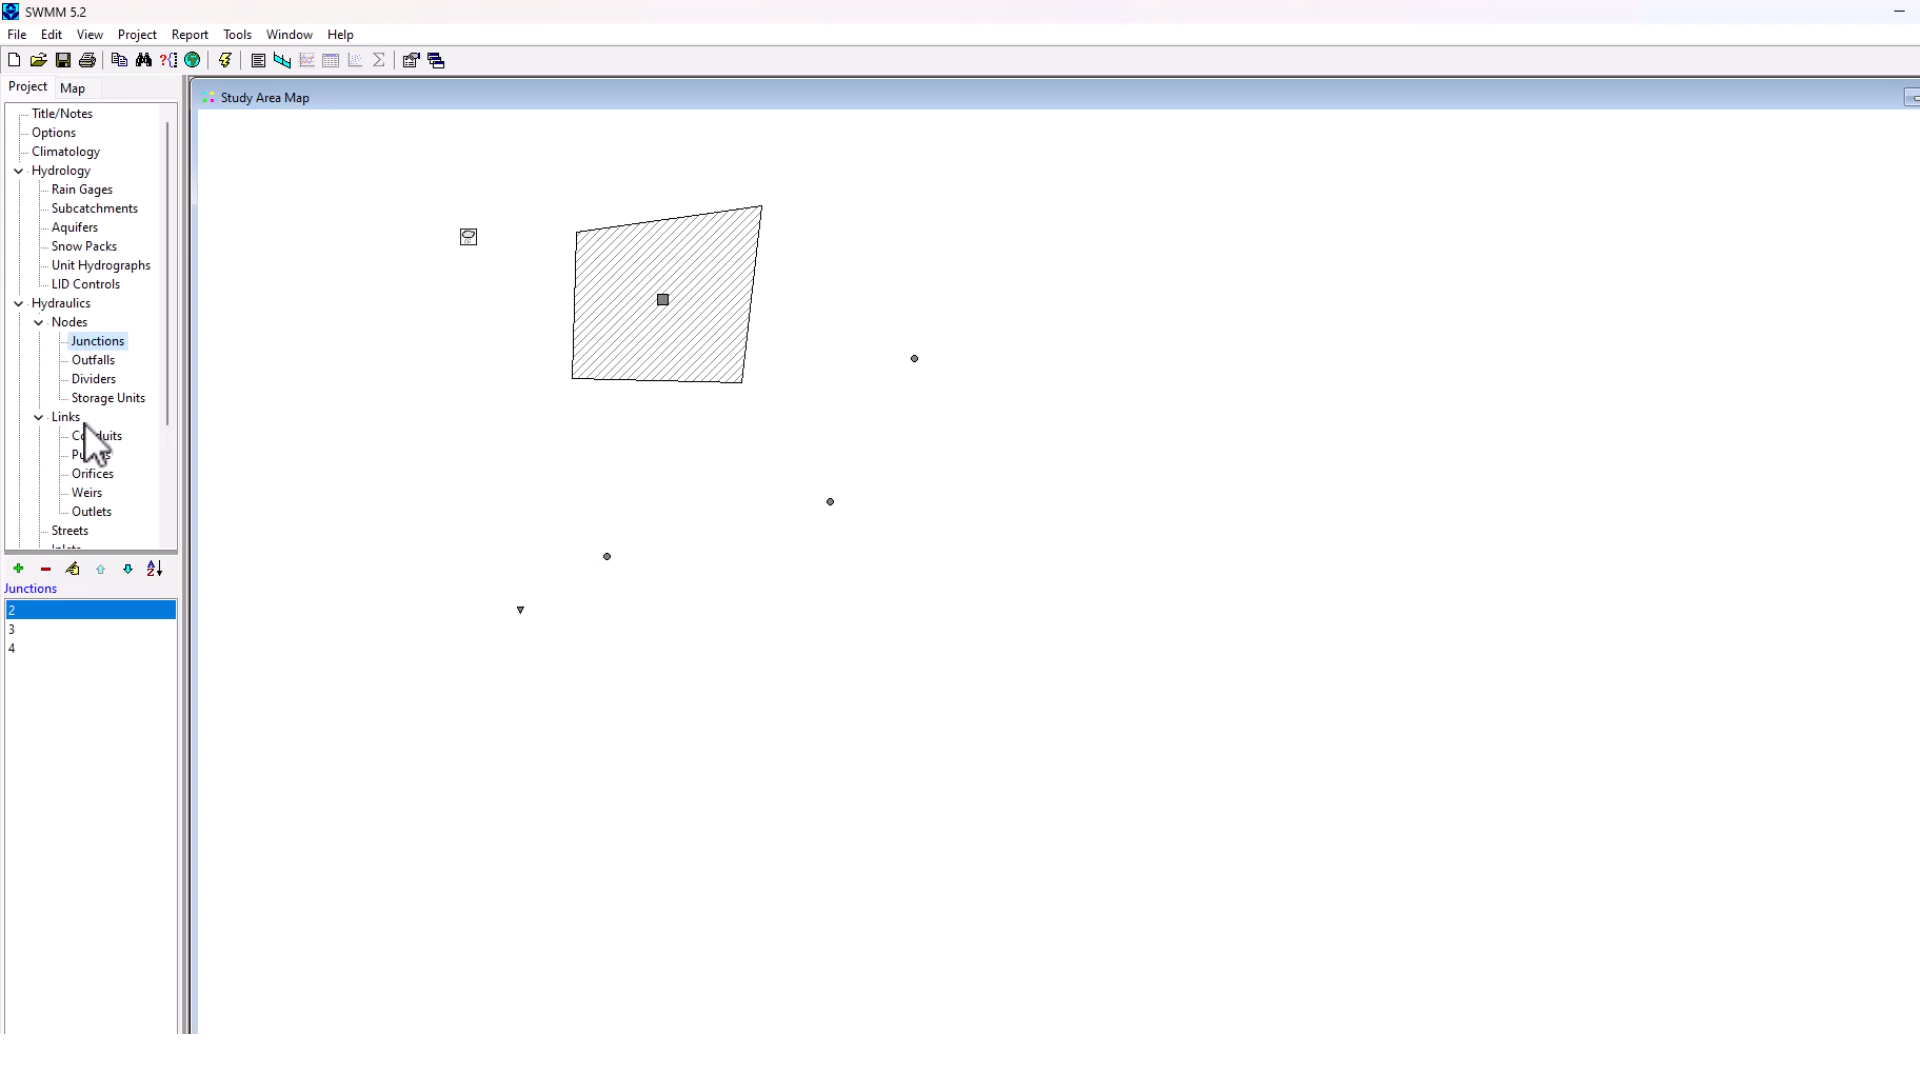 SWMM 5.2
File Edit View Project Report Tools Window Help
Project Map
Study Area Map
Title/Notes
Options
Climatology
Hydrology
Rain Gages
Subcatchments
Aquifers
Snow Packs
Unit Hydrographs
LID Controls
Hydraulics
Nodes
Junctions
Outfalls
Dividers
Storage Units
Links
Orifices
Weirs
Outlets
Streets
Junctions
2
3
4